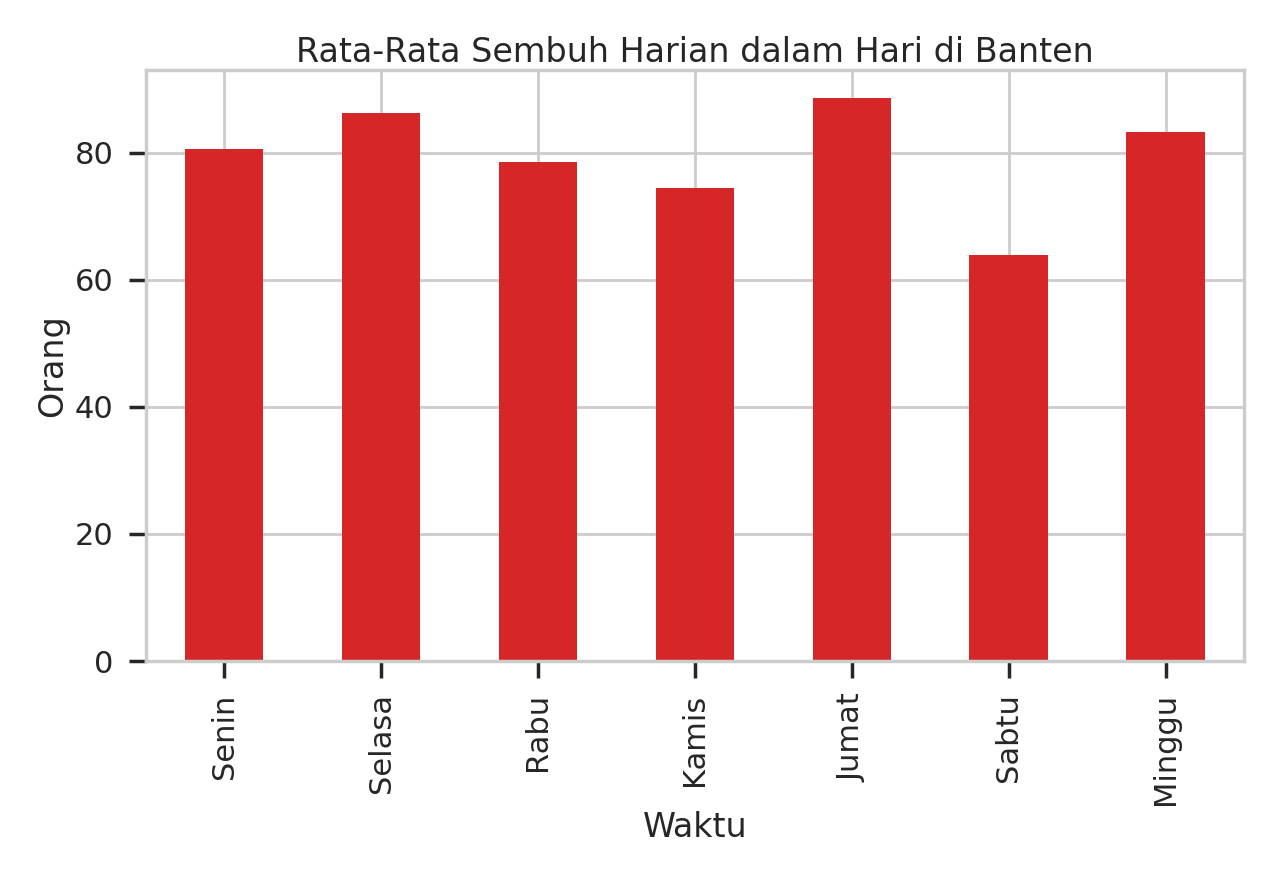 Rata-Rata Sembuh Harian dalam Hari di Banten
Orang
80
60
40
20
0
Senin
Selasa
Rabu
Kamis
Jumat
Sabtu
Minggu
Waktu